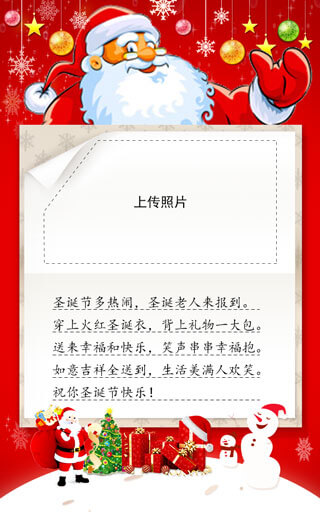 上传照片
圣诞节多热闹，圣诞老人来报到。
穿上火红圣诞衣，背上礼物一大包。
送来幸福和快乐，笑声串串幸福抱。
如意吉祥全送到，生活美满人欢笑。
祝你圣诞节快乐！